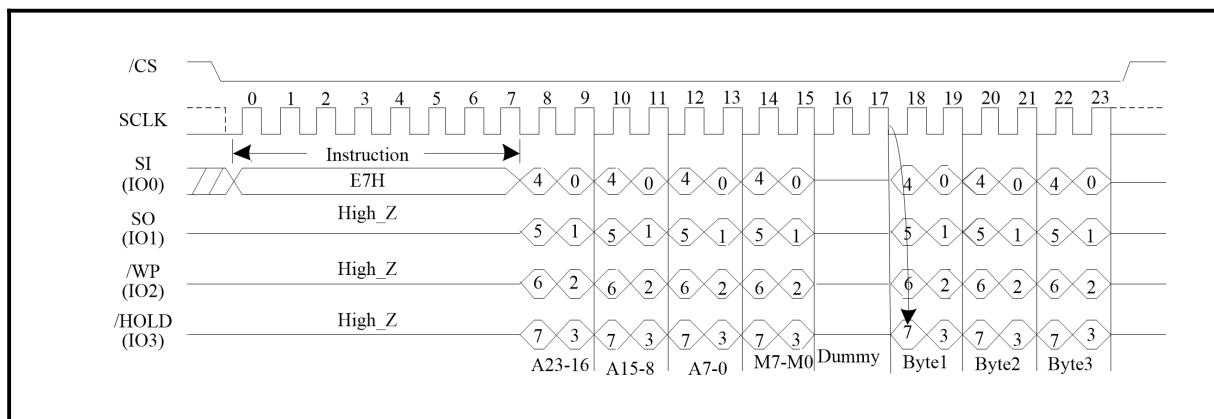 /CS
0 1 2 3 4 5 6 7 8 9 10 11 12 13 14 15 16 17 18 19 20 21 22 23
SCLK
Instruction
SI
(IO0)
E7H
4 0 4 0 4 0 4 0 4 0 4 0 4 0
High_Z
SO
(IO1)
5 1 5 1 5 1 5 1 5 1 5 1 5 1
High_Z
/WP
(IO2)
6 2 6 2 6 2 6 2 6 2 6 2 6 2
High_Z
/HOLD
(IO3)
7 3 7 3 7 3 7 3 7 3 7 3 7 3
A23-16 A15-8 A7-0 M7-M0 Dummy Byte1 Byte2 Byte3